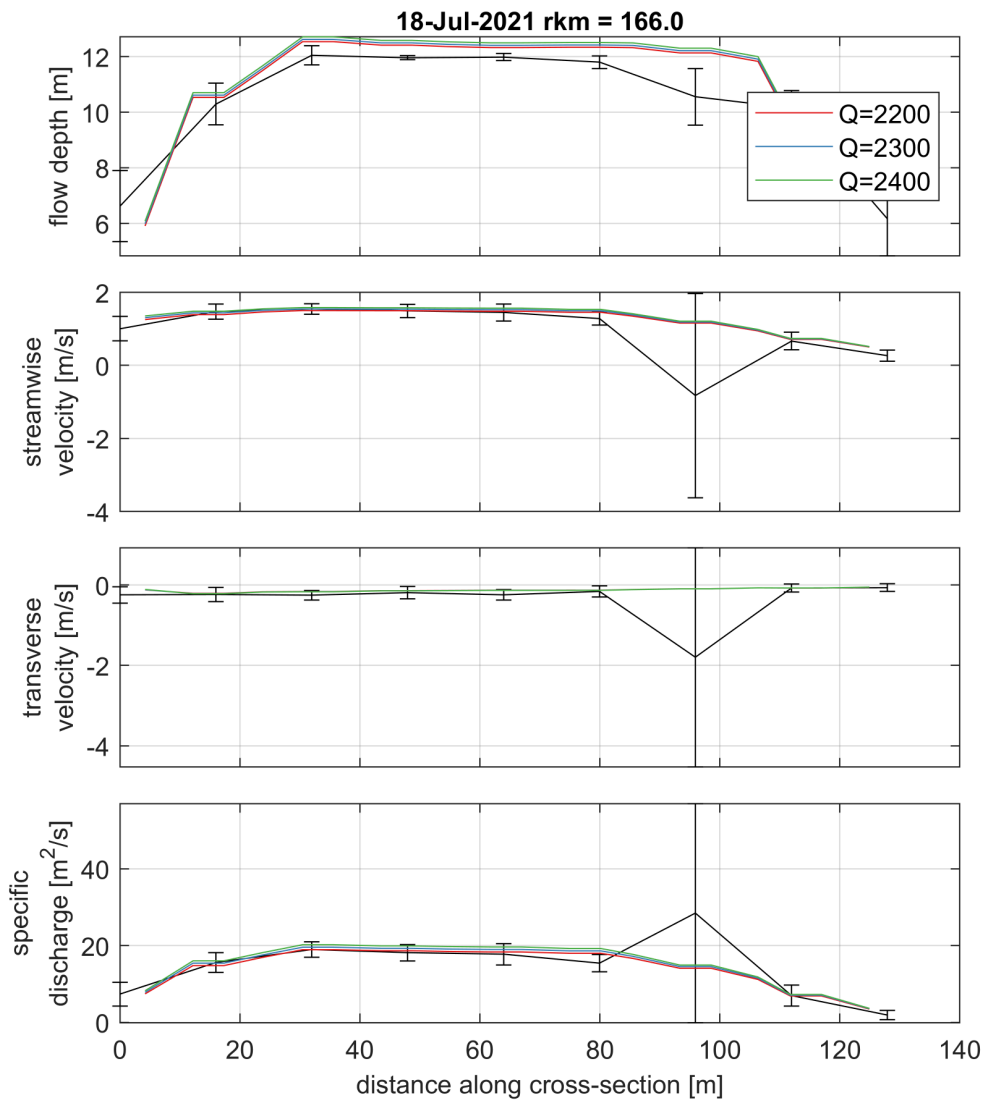 18-Jul-2021 rkm = 166.0
flow depth [m]
12
10
8
6
Q=2200
Q=2300
Q=2400
streamwise
velocity [m/s]
2
0
-2
-4
transverse
velocity [m/s]
0
-2
-4
specific
discharge [m²/s]
40
20
0
0 20 40 60 80 100 120 140
distance along cross-section [m]